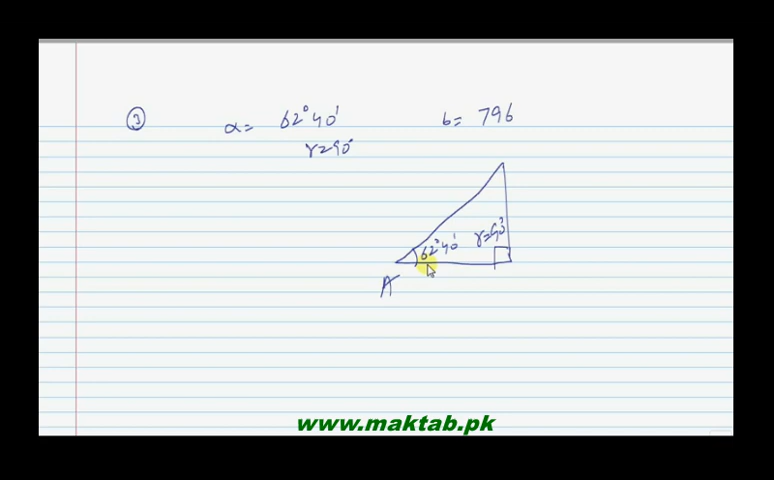 ③ α = 62° 40' b = 796
γ = 90°
62° 40' γ = 90°
A
www.maktab.pk